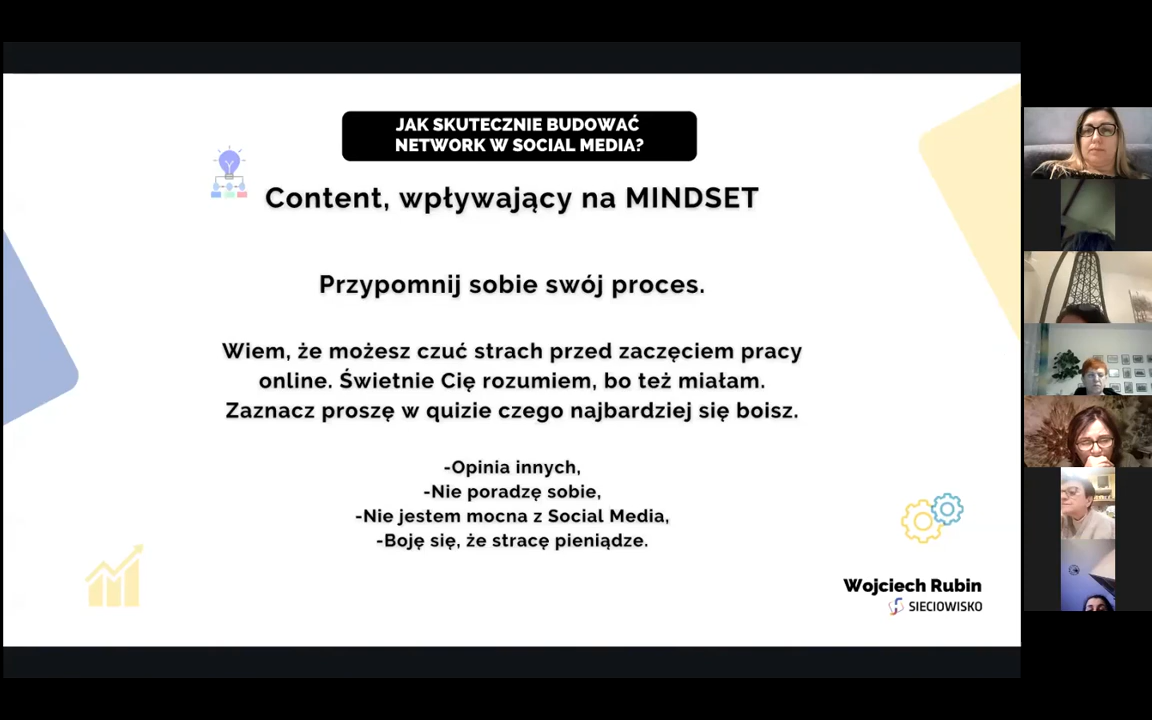 JAK SKUTECZNIE BUDOWAĆ
NETWORK W SOCIAL MEDIA?
Content, wpływający na MINDSET
Przypomnij sobie swój proces.
Wiem, że możesz czuć strach przed zaczęciem pracy
online. Świetnie Cię rozumiem, bo też miałam.
Zaznacz proszę w quizie czego najbardziej się boisz.
-Opinia innych,
-Nie poradzę sobie,
-Nie jestem mocna z Social Media,
-Boję się, że stracę pieniądze.
Wojciech Rubin
SIECIOWISKO